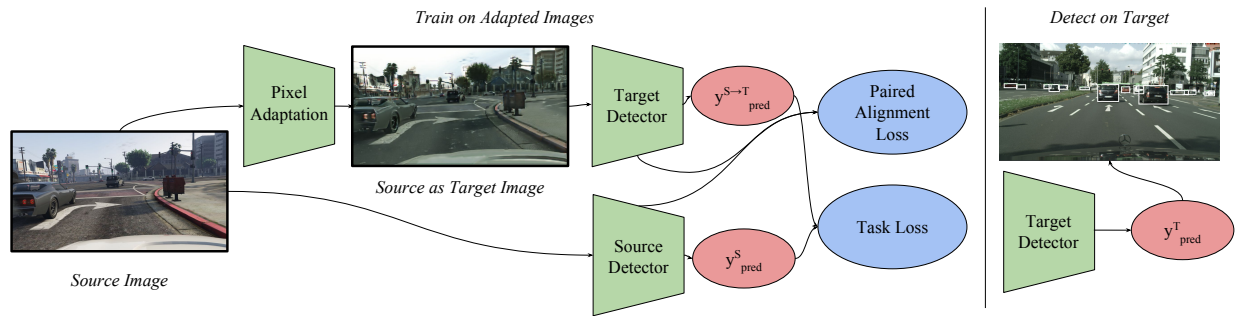 Train on Adapted Images
Detect on Target
Pixel
Adaptation
Target
Detector
y^{S→T}_{pred}
Paired
Alignment
Loss
Source as Target Image
Source
Detector
y^{S}_{pred}
Task Loss
Source Image
Target
Detector
y^{T}_{pred}